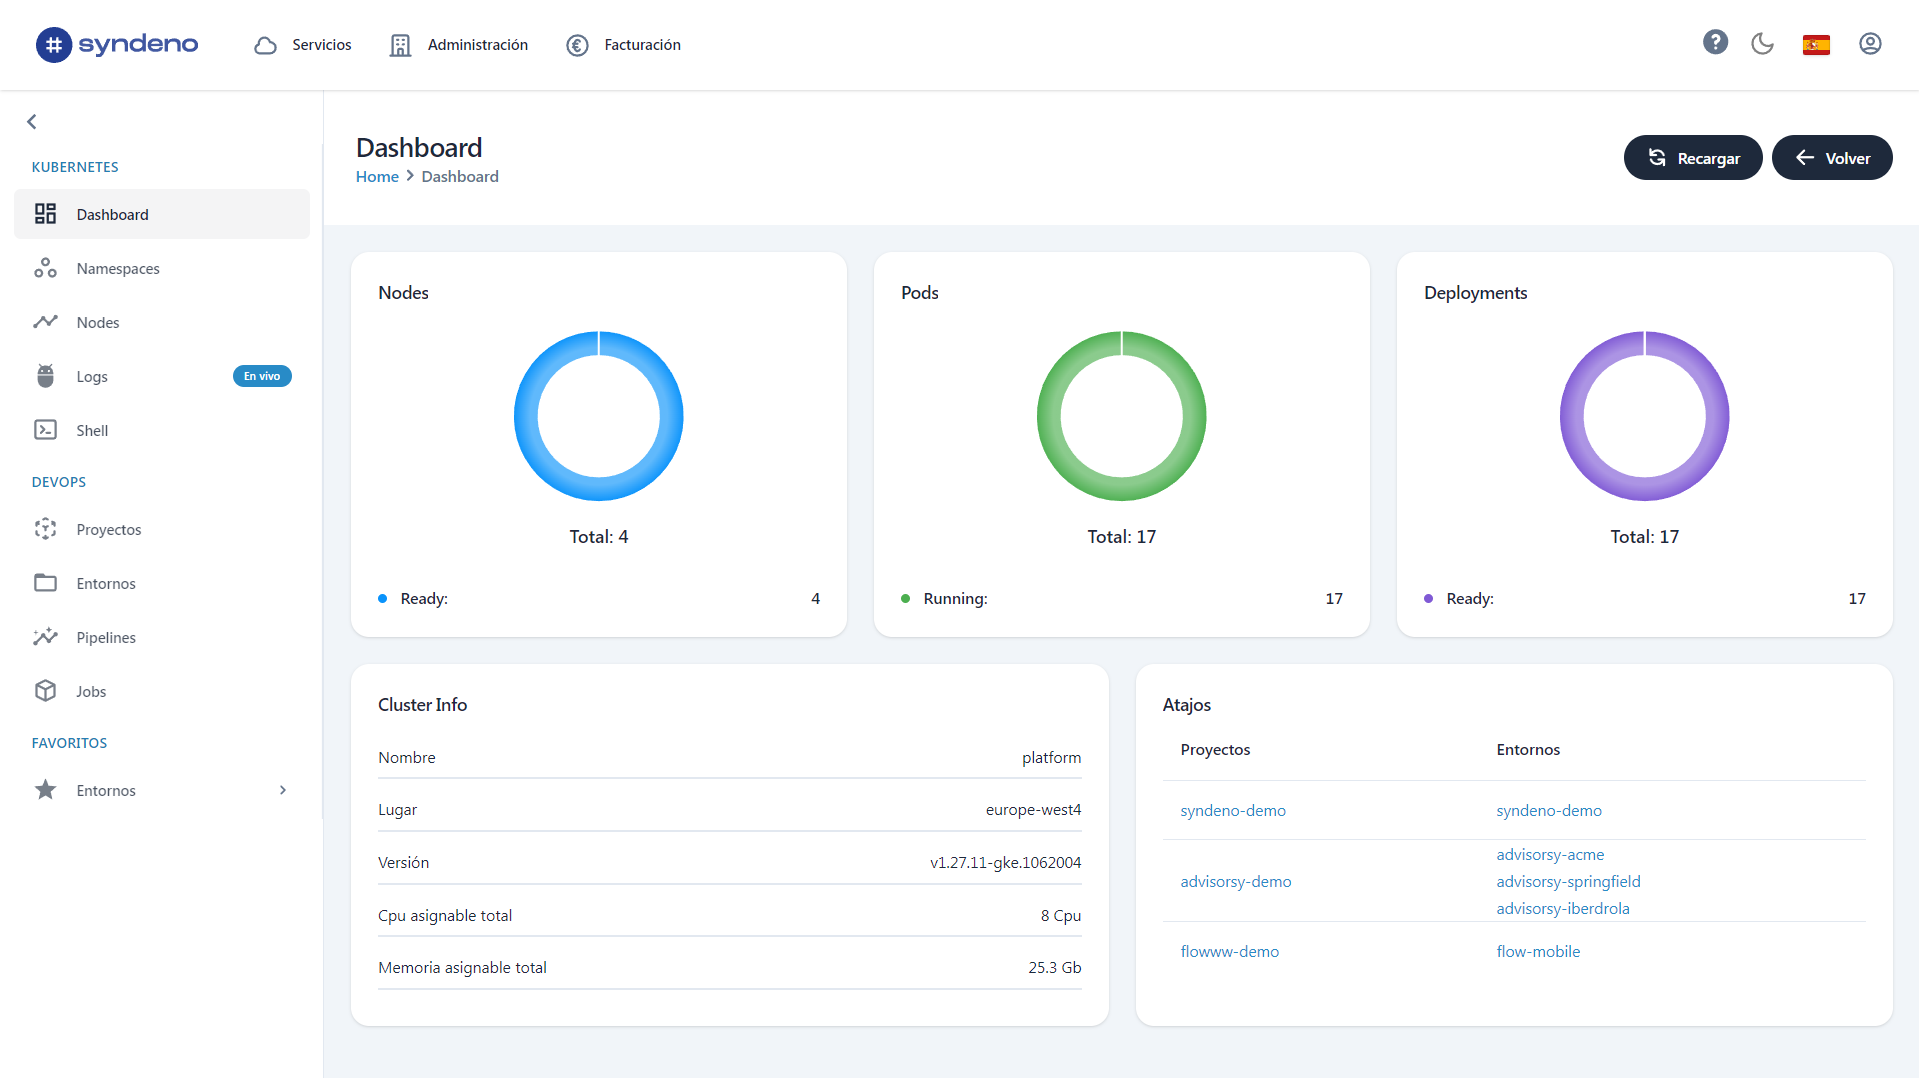 syndeno
Servicios
Administración
Facturación
KUBERNETES
Dashboard
Namespaces
Nodes
Logs
En vivo
Shell
DEVOPS
Proyectos
Entornos
Pipelines
Jobs
FAVORITOS
Entornos
Dashboard
Home > Dashboard
Recargar
Volver
Nodes
Total: 4
Ready: 4
Pods
Total: 17
Running: 17
Deployments
Total: 17
Ready: 17
Cluster Info
Nombre platform
Lugar europe-west4
Versión v1.27.11-gke.1062004
Cpu asignable total 8 Cpu
Memoria asignable total 25.3 Gb
Atajos
Proyectos Entornos
syndeno-demo syndeno-demo
advisorsy-acme
advisorsy-demo advisorsy-springfield
advisorsy-iberdrola
flowww-demo flow-mobile